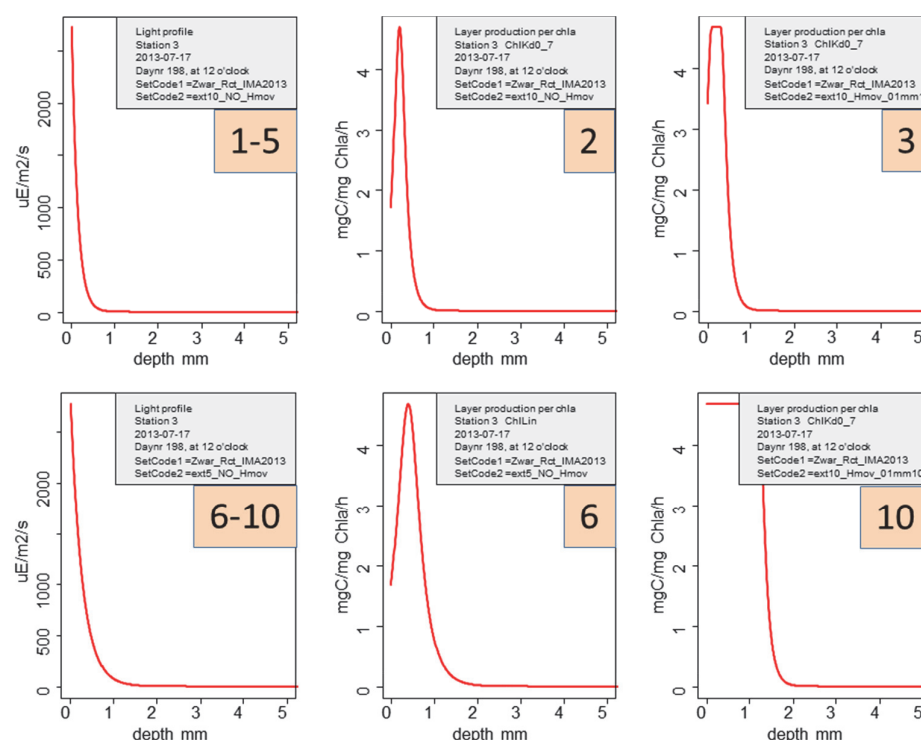 Light profile
Station 3
2013-07-17
Daynr 198, at 12 o'clock
SetCode1 =Zwar_Rct_IMA2013
SetCode2 =ext10_NO_Hmov
1-5
uE/m2/s
0
500
1000
2000
0 1 2 3 4 5
depth mm
Layer production per chla
Station 3 ChlKd0_7
2013-07-17
Daynr 198, at 12 o'clock
SetCode1 =Zwar_Rct_IMA2013
SetCode2 =ext10_NO_Hmov
2
mgC/mg Chla/h
0
1
2
3
4
0 1 2 3 4 5
depth mm
Layer production per chla
Station 3 ChlKd0_7
2013-07-17
Daynr 198, at 12 o'clock
SetCode1 =Zwar_Rct_IMA2013
SetCode2 =ext10_Hmov_01mm1
3
mgC/mg Chla/h
0
1
2
3
4
0 1 2 3 4 5
depth mm
Light profile
Station 3
2013-07-17
Daynr 198, at 12 o'clock
SetCode1 =Zwar_Rct_IMA2013
SetCode2 =ext5_NO_Hmov
6-10
uE/m2/s
0
500
1000
2000
0 1 2 3 4 5
depth mm
Layer production per chla
Station 3 ChlLin
2013-07-17
Daynr 198, at 12 o'clock
SetCode1 =Zwar_Rct_IMA2013
SetCode2 =ext5_NO_Hmov
6
mgC/mg Chla/h
0
1
2
3
4
0 1 2 3 4 5
depth mm
Layer production per chla
Station 3 ChlKd0_7
2013-07-17
Daynr 198, at 12 o'clock
SetCode1 =Zwar_Rct_IMA2013
SetCode2 =ext10_Hmov_01mm10
10
mgC/mg Chla/h
0
1
2
3
4
0 1 2 3 4 5
depth mm